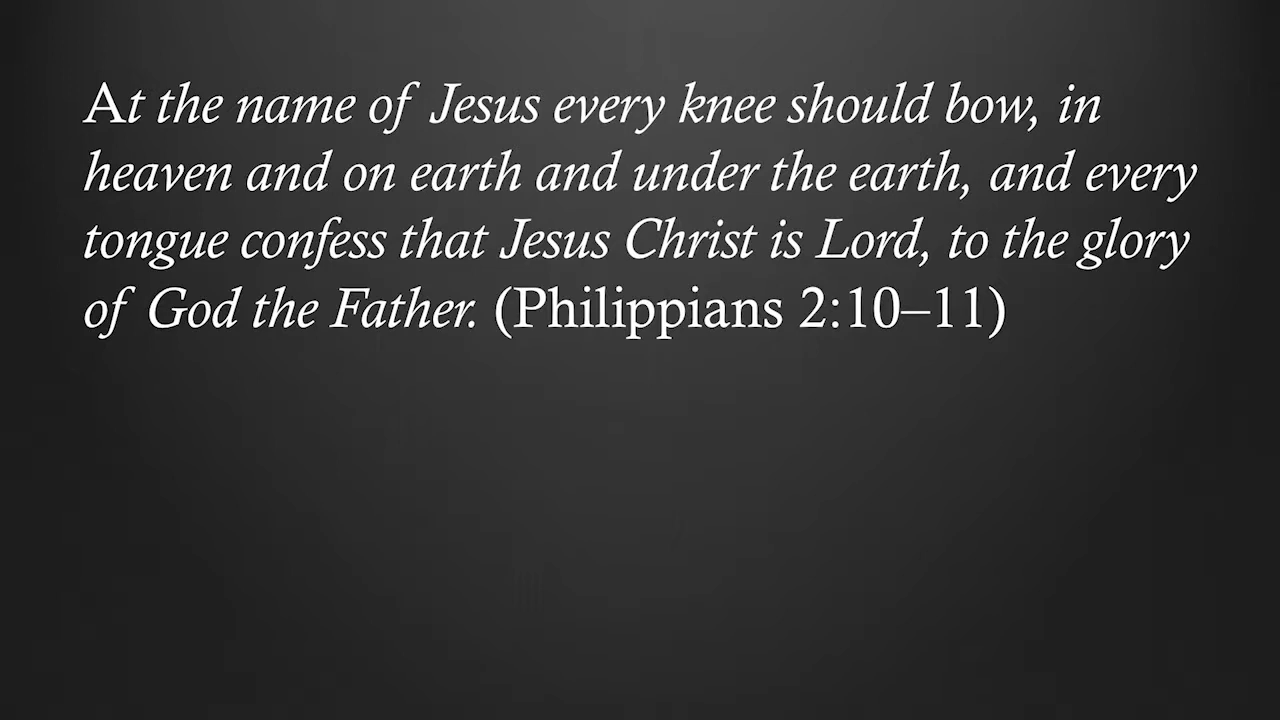 At the name of Jesus every knee should bow, in
heaven and on earth and under the earth, and every
tongue confess that Jesus Christ is Lord, to the glory
of God the Father. (Philippians 2:10–11)